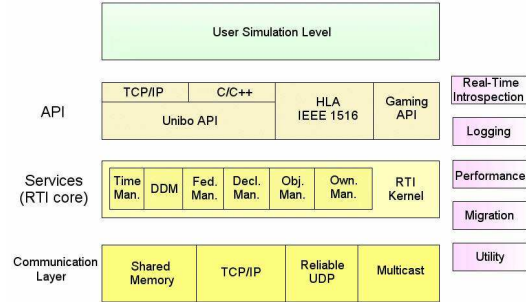 User Simulation Level
API
TCP/IP
C/C++
Unibo API
HLA
IEEE 1516
Gaming
API
Services
(RTI core)
Time
Man.
DDM
Fed.
Man.
Decl.
Man.
Obj.
Man.
Own.
Man.
RTI
Kernel
Communication
Layer
Shared
Memory
TCP/IP
Reliable
UDP
Multicast
Real-Time
Introspection
Logging
Performance
Migration
Utility